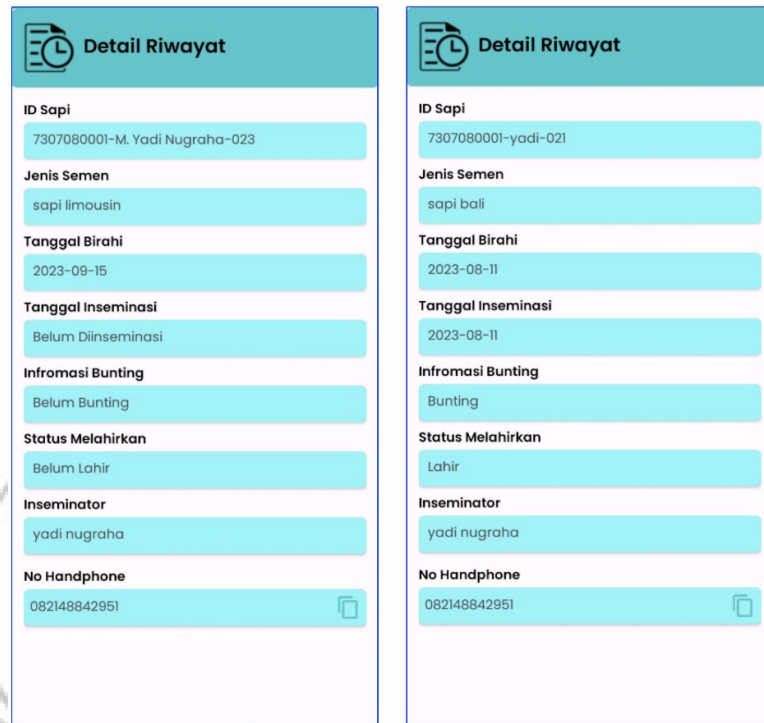 Detail Riwayat
ID Sapi
7307080001-M. Yadi Nugraha-023
Jenis Semen
sapi limousin
Tanggal Birahi
2023-09-15
Tanggal Inseminasi
Belum Diinseminasi
Infromasi Bunting
Belum Bunting
Status Melahirkan
Belum Lahir
Inseminator
yadi nugraha
No Handphone
082148842951
Detail Riwayat
ID Sapi
7307080001-yadi-021
Jenis Semen
sapi bali
Tanggal Birahi
2023-08-11
Tanggal Inseminasi
2023-08-11
Infromasi Bunting
Bunting
Status Melahirkan
Lahir
Inseminator
yadi nugraha
No Handphone
082148842951